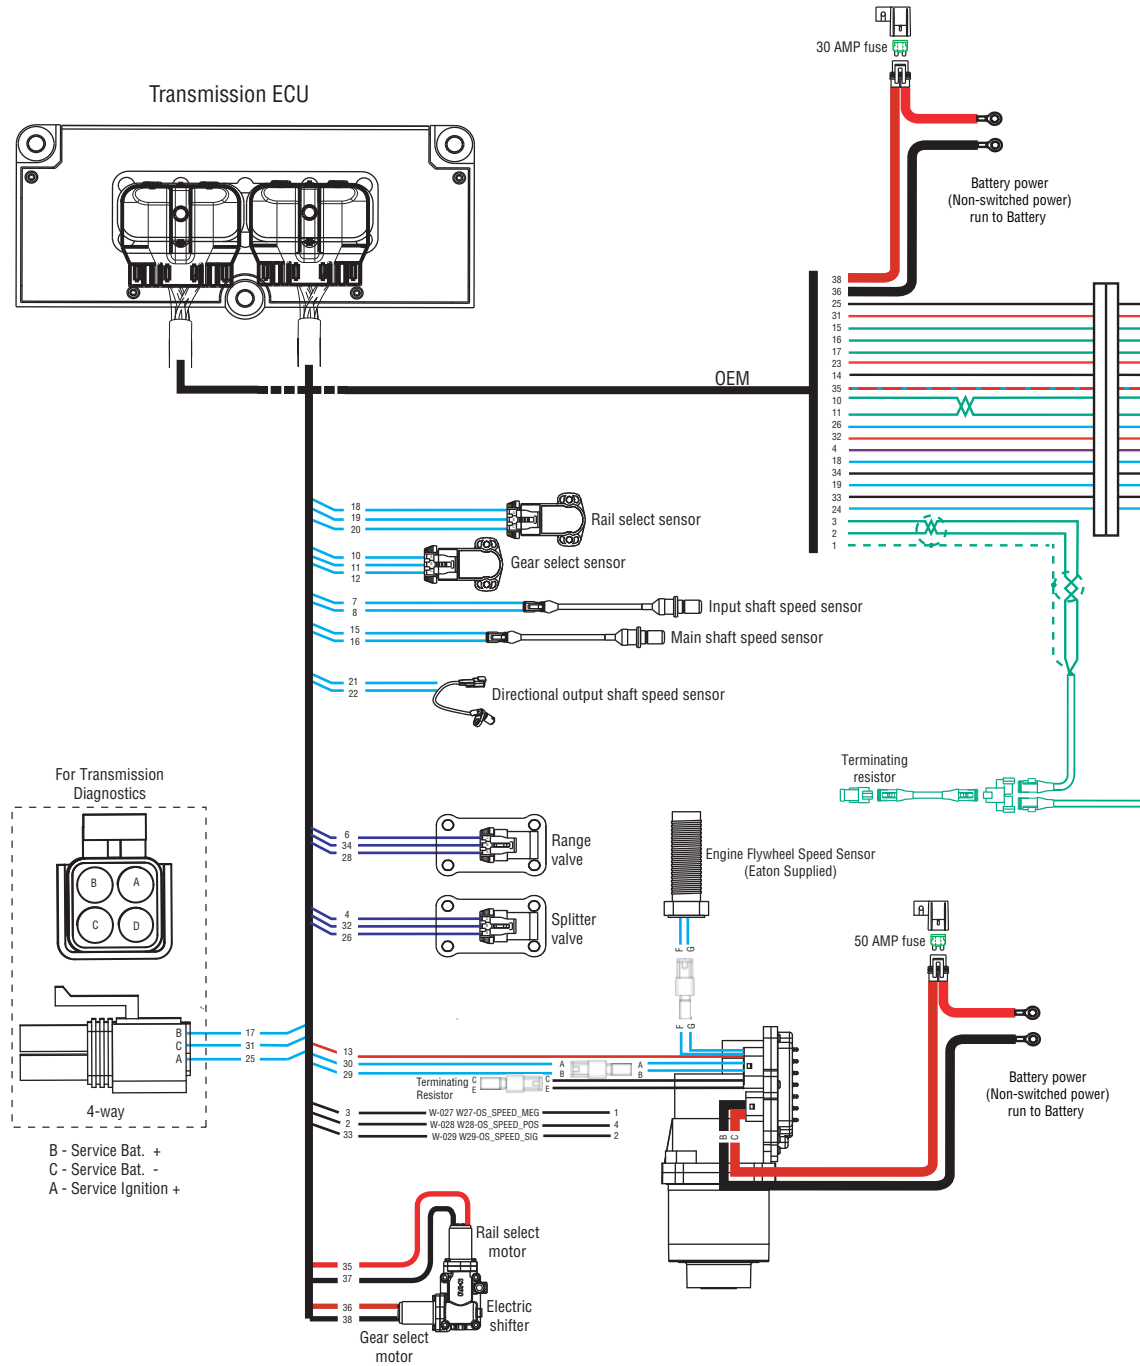 30 AMP fuse
Transmission ECU
Battery power
(Non-switched power)
run to Battery
38
36
25
31
15
16
17
23
14
35
10
11
26
32
4
18
34
19
33
24
3
2
1
OEM
18
19
20
Rail select sensor
10
11
12
Gear select sensor
7
8
Input shaft speed sensor
15
16
Main shaft speed sensor
21
22
Directional output shaft speed sensor
For Transmission
Diagnostics
B A
C D
B
C
A
17
31
25
4-way
B - Service Bat. +
C - Service Bat. -
A - Service Ignition +
6
34
28
Range
valve
4
32
26
Splitter
valve
Terminating
resistor
Engine Flywheel Speed Sensor
(Eaton Supplied)
F G
F G
50 AMP fuse
Battery power
(Non-switched power)
run to Battery
13
30
29
A A
B B
Terminating
Resistor
C C
E E
3 W-027 W27-OS_SPEED_MEG 1
2 W-028 W28-OS_SPEED_POS 4
33 W-029 W29-OS_SPEED_SIG 2
B C
Rail select
motor
35
37
36
38
Electric
shifter
Gear select
motor